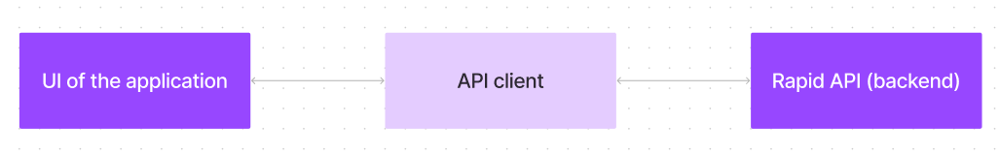 UI of the application
API client
Rapid API (backend)